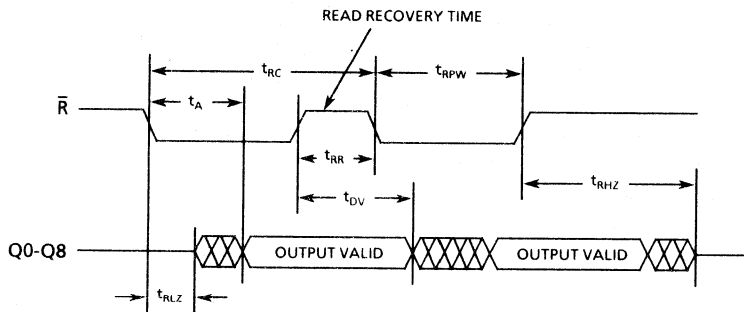 READ RECOVERY TIME
tRC
tRPW
R̅
tA
tRR
tRHZ
tDV
Q0-Q8
OUTPUT VALID
OUTPUT VALID
tRLZ